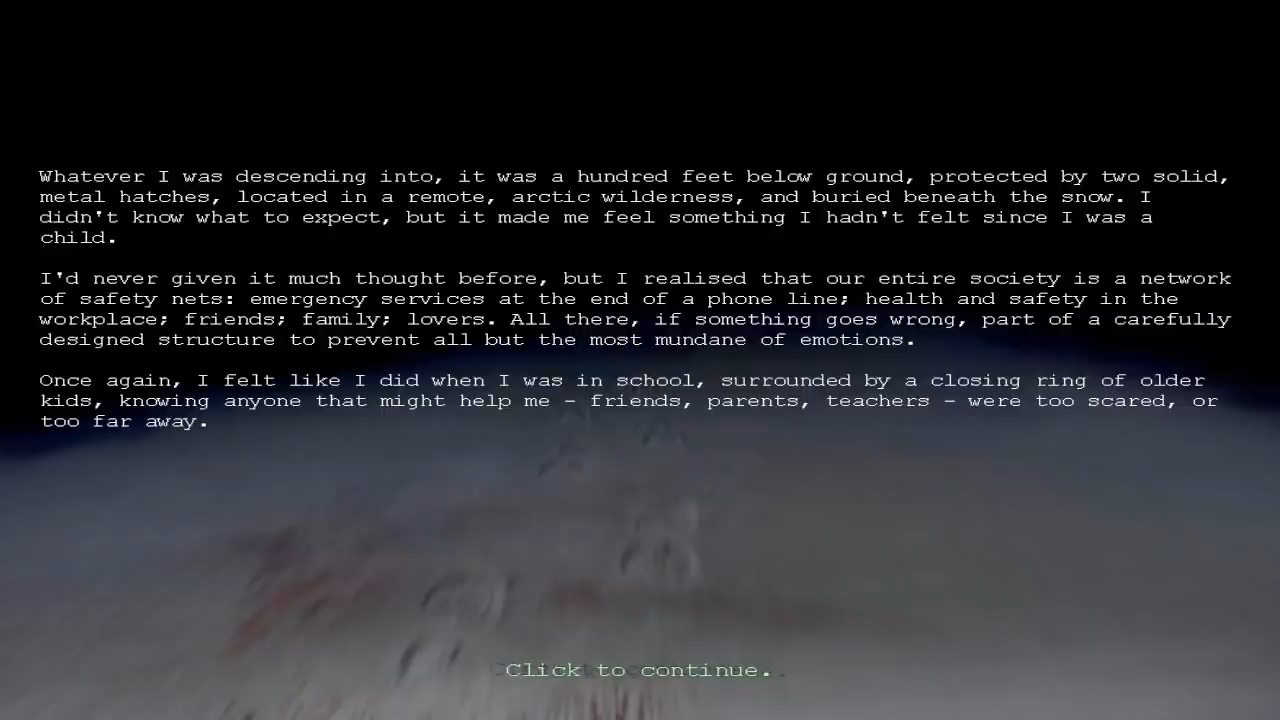 Whatever I was descending into, it was a hundred feet below ground, protected by two solid,
metal hatches, located in a remote, arctic wilderness, and buried beneath the snow. I
didn't know what to expect, but it made me feel something I hadn't felt since I was a
child.
I'd never given it much thought before, but I realised that our entire society is a network
of safety nets: emergency services at the end of a phone line; health and safety in the
workplace; friends; family; lovers. All there, if something goes wrong, part of a carefully
designed structure to prevent all but the most mundane of emotions.
Once again, I felt like I did when I was in school, surrounded by a closing ring of older
kids, knowing anyone that might help me - friends, parents, teachers - were too scared, or
too far away.
Click to continue.